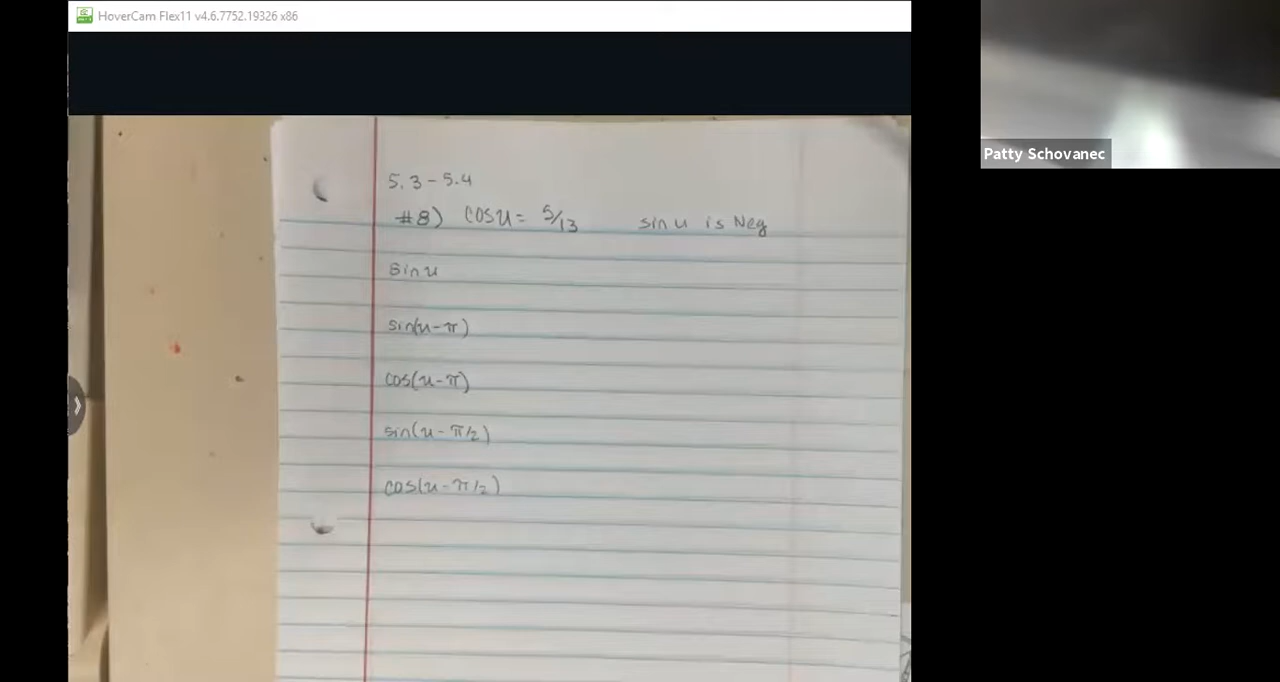 HoverCam Flex11 v4.6.7752.19326 x86
Patty Schovanec
5.3-5.4
#8) cos u = 5/13 sin u is Neg
sin u
sin(u-π)
cos(u-π)
sin(u-π/2)
cos(u-π/2)